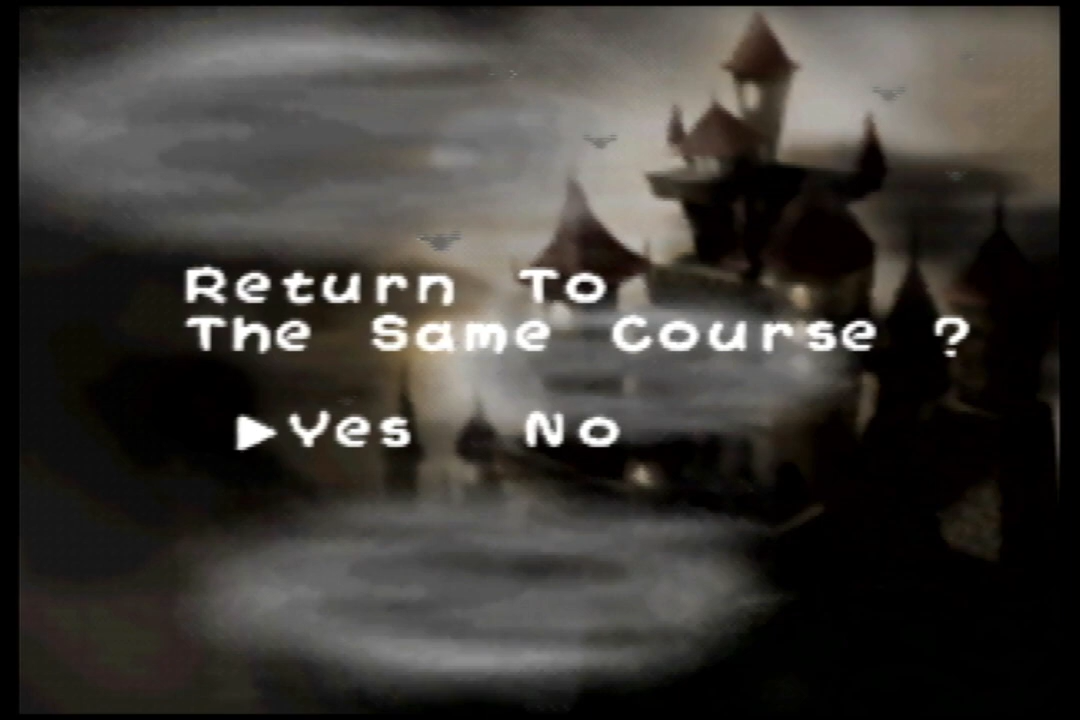 Return To
The Same Course ?
▶Yes No